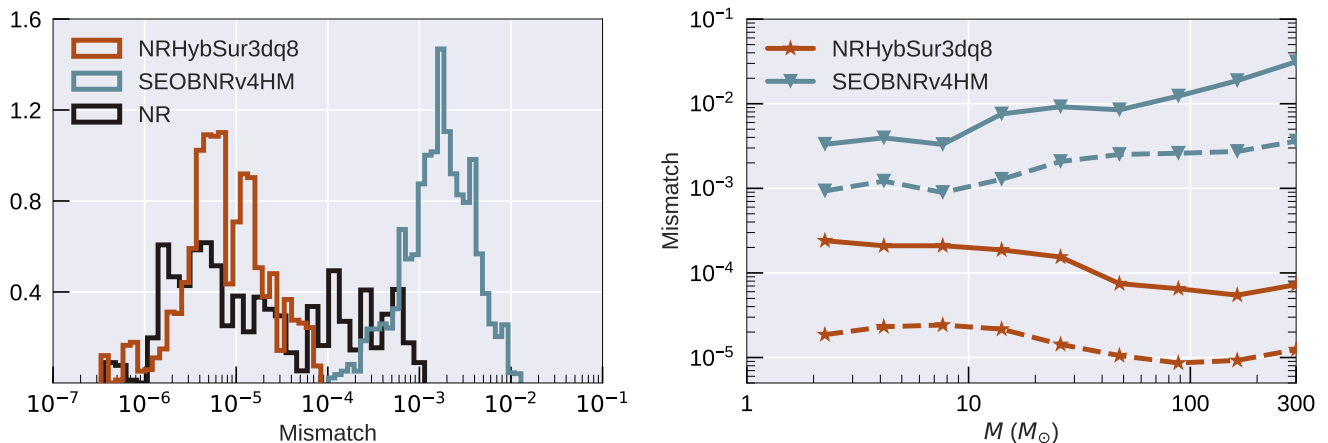 1.6
1.2
0.8
0.4
NRHybSur3dq8
SEOBNRv4HM
NR
10⁻⁷ 10⁻⁶ 10⁻⁵ 10⁻⁴ 10⁻³ 10⁻² 10⁻¹
Mismatch
Mismatch
10⁻¹
10⁻²
10⁻³
10⁻⁴
10⁻⁵
NRHybSur3dq8
SEOBNRv4HM
1 10 100 300
M (M☉)